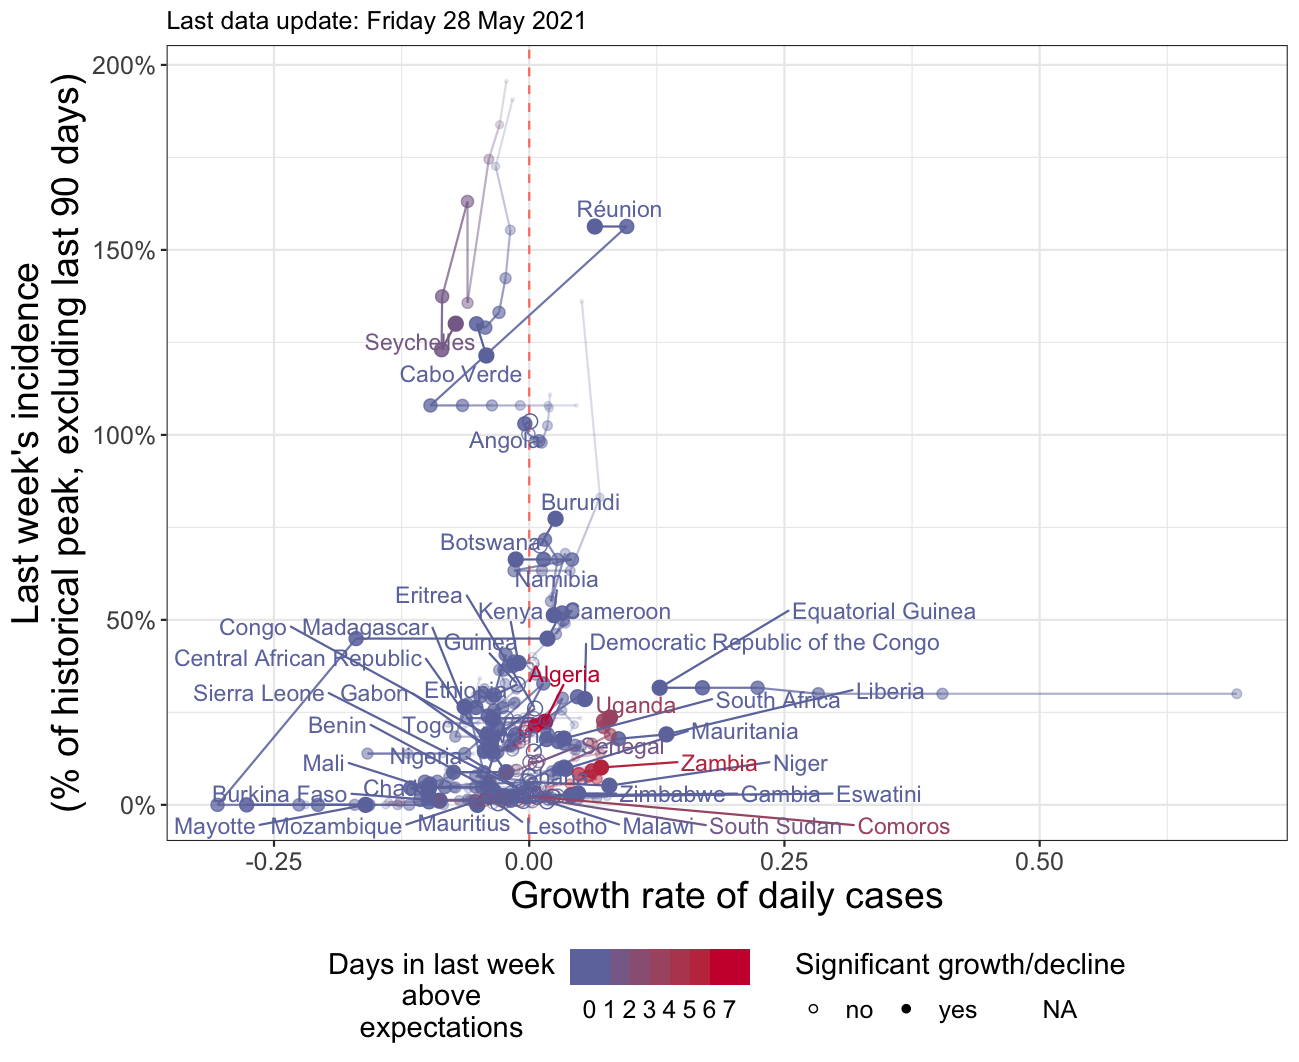 Last data update: Friday 28 May 2021
Last week's incidence
(% of historical peak, excluding last 90 days)
200%
150%
100%
50%
0%
Réunion
Seychelles
Cabo Verde
Angola
Burundi
Botswana
Namibia
Eritrea
Kenya
Cameroon
Equatorial Guinea
Congo
Madagascar
Guinea
Democratic Republic of the Congo
Central African Republic
Algeria
Sierra Leone
Gabon
Ethiopia
Uganda
South Africa
Liberia
Benin
Togo
Mauritania
Senegal
Mali
Nigeria
Zambia
Niger
Ghana
Burkina Faso
Chad
Zimbabwe
Gambia
Eswatini
Mayotte
Mozambique
Mauritius
Lesotho
Malawi
South Sudan
Comoros
-0.25
0.00
0.25
0.50
Growth rate of daily cases
Days in last week
above
expectations
0 1 2 3 4 5 6 7
Significant growth/decline
no
yes
NA